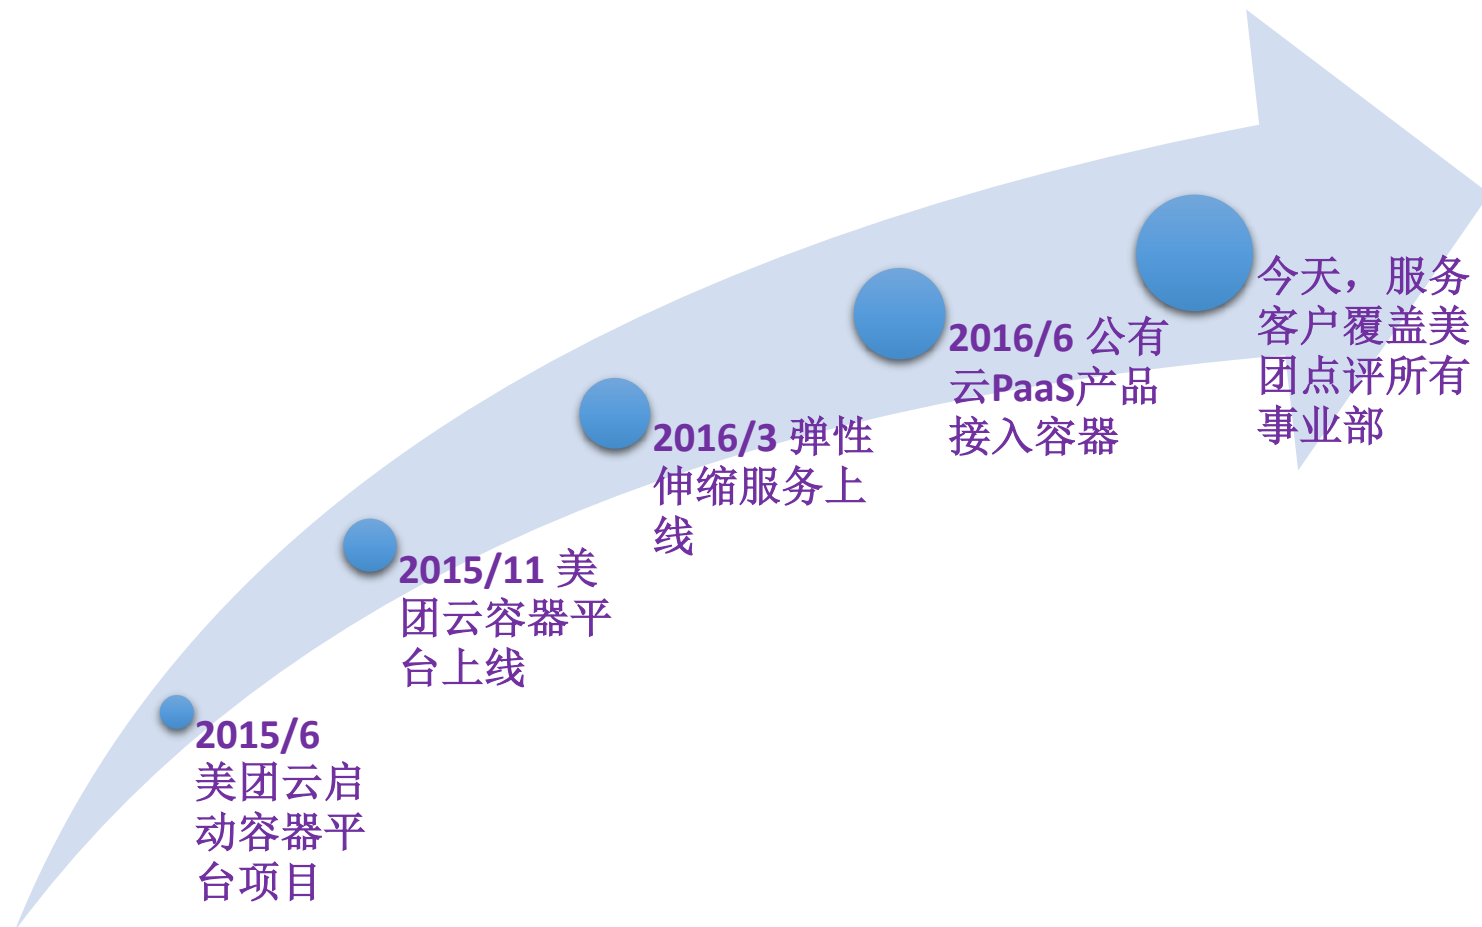 2015/6
美团云启
动容器平
台项目
2015/11 美
团云容器平
台上线
2016/3 弹性
伸缩服务上
线
2016/6 公有
云PaaS产品
接入容器
今天，服务
客户覆盖美
团点评所有
事业部